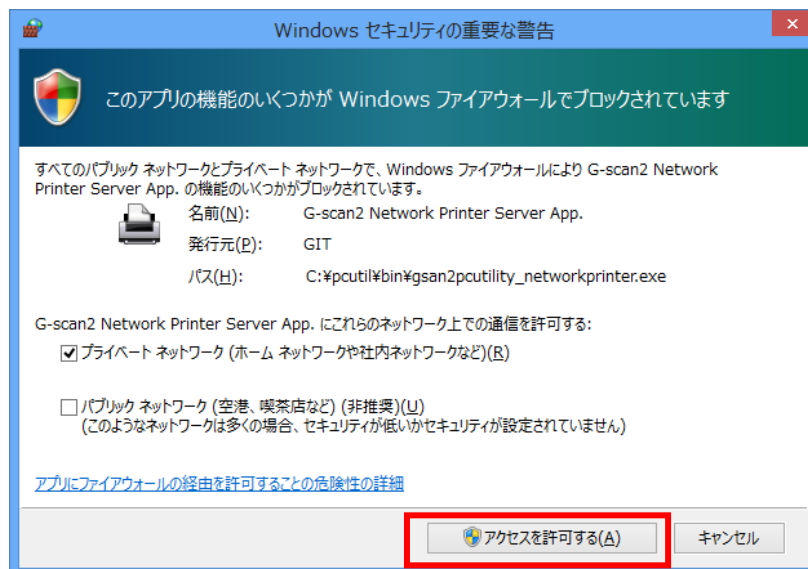 Windows セキュリティの重要な警告
このアプリの機能のいくつかが Windows ファイアウォールでブロックされています
すべてのパブリック ネットワークとプライベート ネットワークで、Windows ファイアウォールにより G-scan2 Network
Printer Server App. の機能のいくつかがブロックされています。
名前(N): G-scan2 Network Printer Server App.
発行元(P): GIT
パス(H): C:¥pcutil¥bin¥gsan2pcutility_networkprinter.exe
G-scan2 Network Printer Server App. にこれらのネットワーク上での通信を許可する:
プライベート ネットワーク (ホーム ネットワークや社内ネットワークなど)(R)
パブリック ネットワーク (空港、喫茶店など) (非推奨)(U)
(このようなネットワークは多くの場合、セキュリティが低いかセキュリティが設定されていません)
アプリにファイアウォールの経由を許可することの危険性の詳細
アクセスを許可する(A) キャンセル